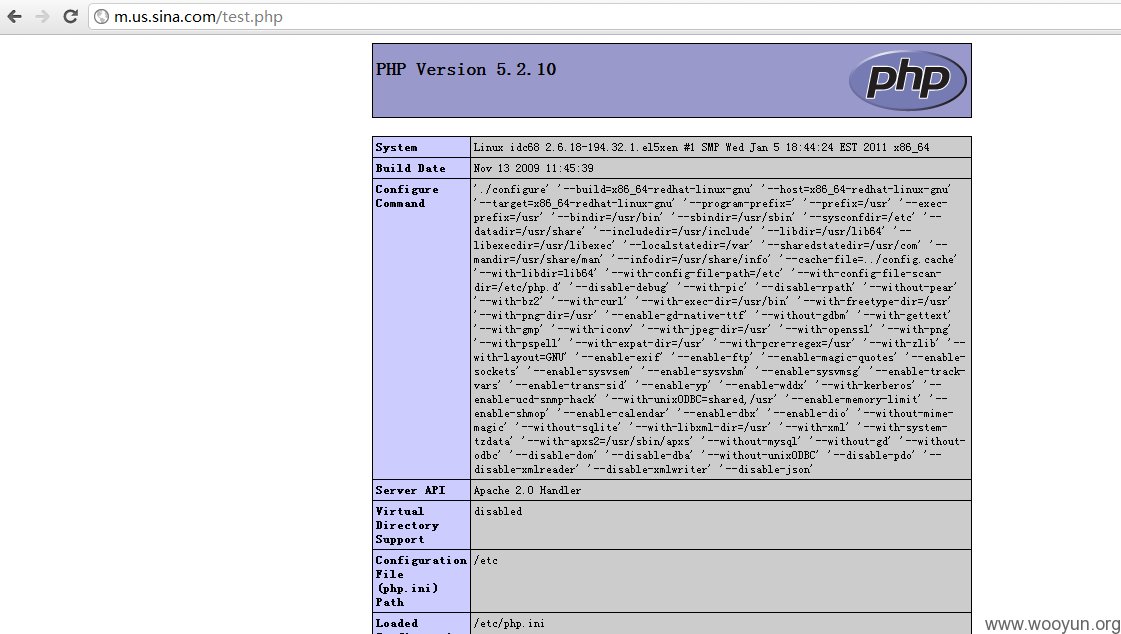 m.us.sina.com/test.php
PHP Version 5.2.10
php
System
Linux idc68 2.6.18-194.32.1.el5xen #1 SMP Wed Jan 5 18:44:24 EST 2011 x86_64
Build Date
Nov 13 2009 11:45:39
Configure
Command
'./configure' '--build=x86_64-redhat-linux-gnu' '--host=x86_64-redhat-linux-gnu'
'--target=x86_64-redhat-linux-gnu' '--program-prefix=' '--prefix=/usr' '--exec-
prefix=/usr' '--bindir=/usr/bin' '--sbindir=/usr/sbin' '--sysconfdir=/etc' '--
datadir=/usr/share' '--includedir=/usr/include' '--libdir=/usr/lib64' '--
libexecdir=/usr/libexec' '--localstatedir=/var' '--sharedstatedir=/usr/com' '--
mandir=/usr/share/man' '--infodir=/usr/share/info' '--cache-file=../config.cache'
'--with-libdir=lib64' '--with-config-file-path=/etc' '--with-config-file-scan-
dir=/etc/php.d' '--disable-debug' '--with-pic' '--disable-rpath' '--without-pear'
'--with-bz2' '--with-curl' '--with-exec-dir=/usr/bin' '--with-freetype-dir=/usr'
'--with-png-dir=/usr' '--enable-gd-native-ttf' '--without-gdbm' '--with-gettext'
'--with-gmp' '--with-iconv' '--with-jpeg-dir=/usr' '--with-openssl' '--with-png'
'--with-pspell' '--with-expat-dir=/usr' '--with-pcre-regex=/usr' '--with-zlib' '--
with-layout=GNU' '--enable-exif' '--enable-ftp' '--enable-magic-quotes' '--enable-
sockets' '--enable-sysvsem' '--enable-sysvshm' '--enable-sysvmsg' '--enable-track-
vars' '--enable-trans-sid' '--enable-yp' '--enable-wddx' '--with-kerberos' '--
enable-ucd-snmp-hack' '--with-unixODBC=shared,/usr' '--enable-memory-limit' '--
enable-shmop' '--enable-calendar' '--enable-dbx' '--enable-dio' '--without-mime-
magic' '--without-sqlite' '--with-libxml-dir=/usr' '--with-xml' '--with-system-
tzdata' '--with-apxs2=/usr/sbin/apxs' '--without-mysql' '--without-gd' '--without-
odbc' '--disable-dom' '--disable-dba' '--without-unixODBC' '--disable-pdo' '--
disable-xmlreader' '--disable-xmlwriter' '--disable-json'
Server API
Apache 2.0 Handler
Virtual
Directory
Support
disabled
Configuration
File
(php.ini)
Path
/etc
Loaded
/etc/php.ini
www.wooyun.org